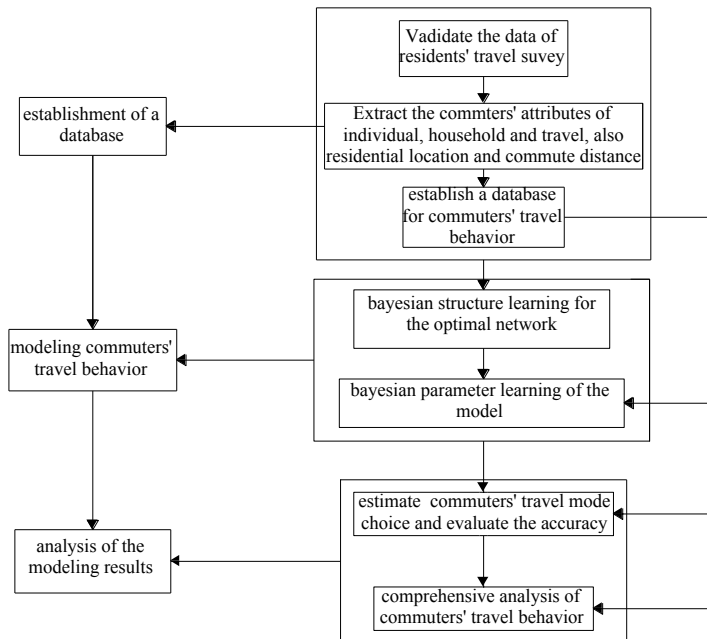 Vadidate the data of
residents' travel suvey
establishment of a
database
Extract the commters' attributes of
individual, household and travel, also
residential location and commute distance
establish a database
for commuters' travel
behavior
bayesian structure learning for
the optimal network
modeling commuters'
travel behavior
bayesian parameter learning of the
model
estimate commuters' travel mode
choice and evaluate the accuracy
analysis of the
modeling results
comprehensive analysis of
commuters' travel behavior